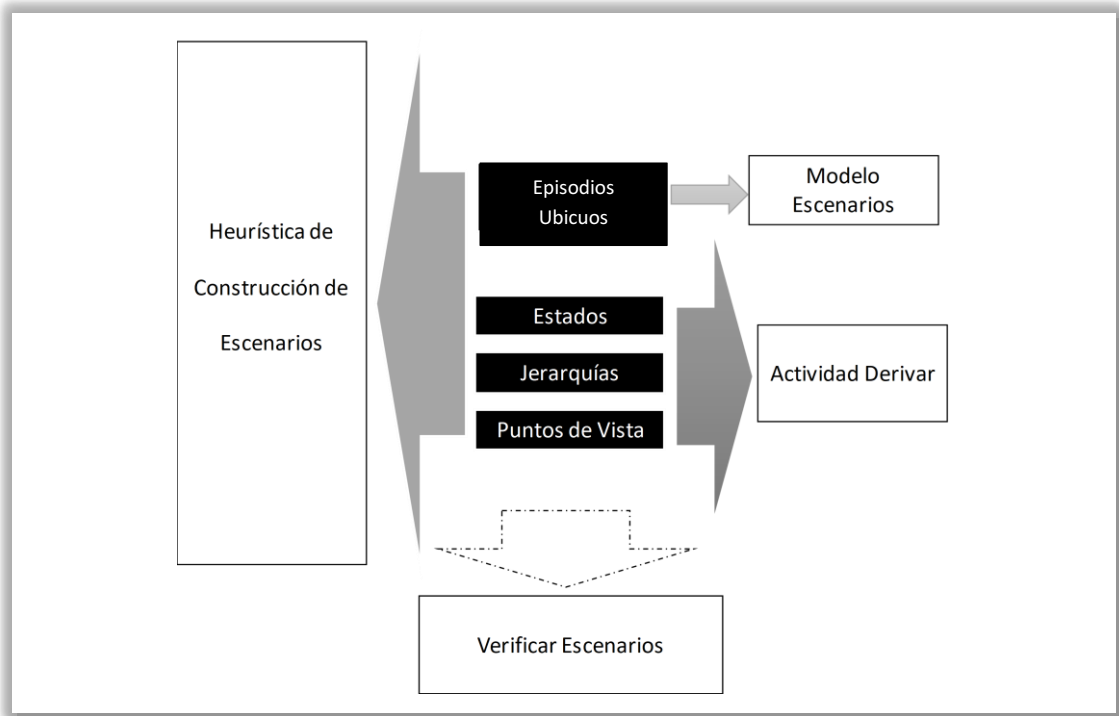 Heurística de
Construcción de
Escenarios
Episodios
Ubicuos
Modelo
Escenarios
Estados
Jerarquías
Puntos de Vista
Actividad Derivar
Verificar Escenarios